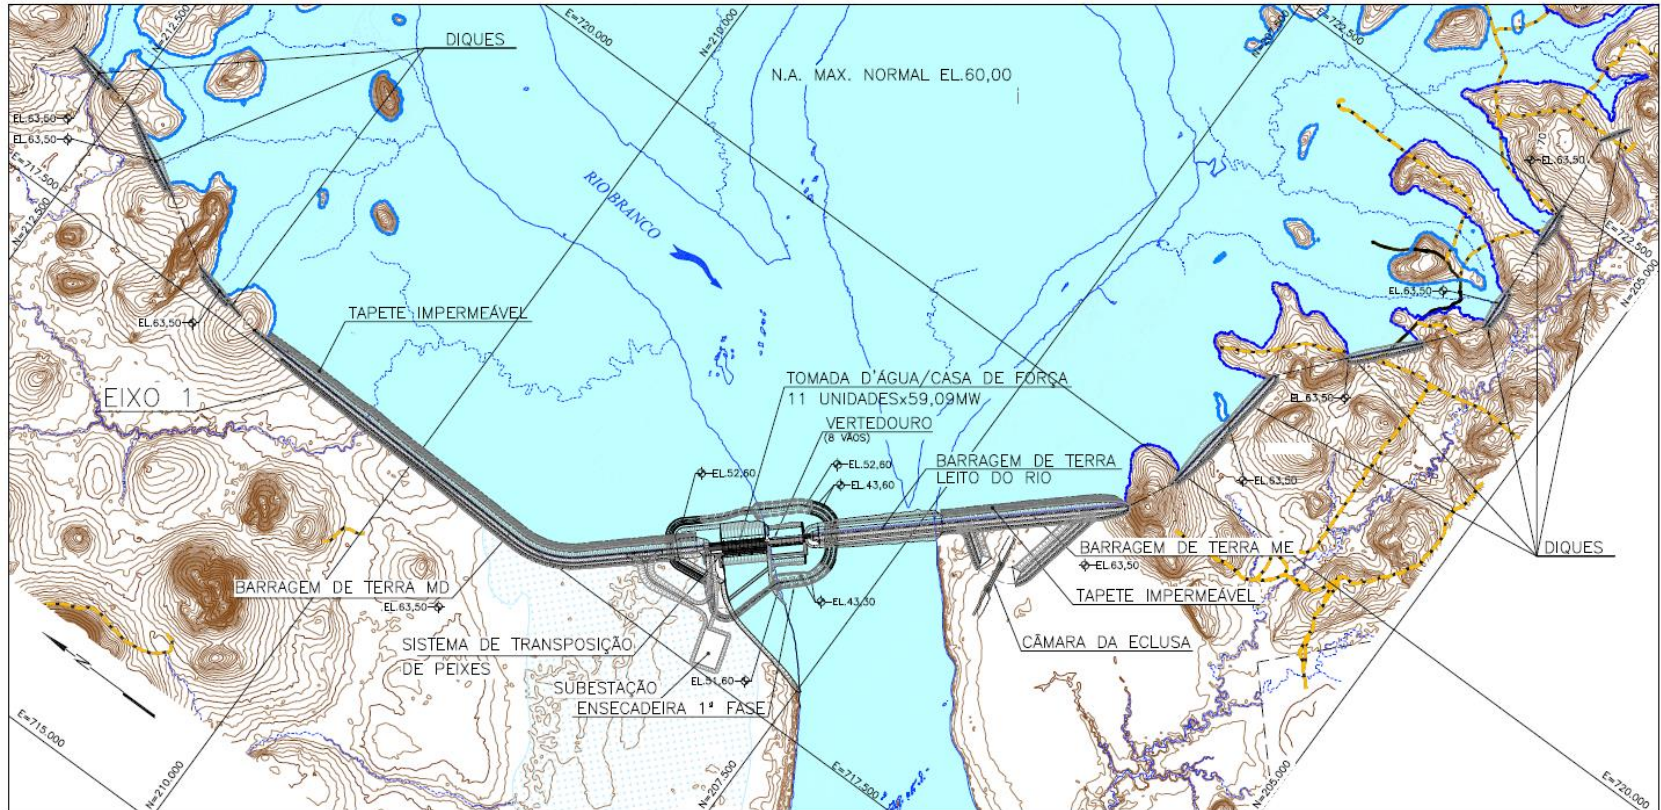 DIQUES
N=212.500
E=720.000
N=210.000
N.A. MAX. NORMAL EL.60,00
E=722.500
EL.63,50
EL.63,50
E=717.500
N=212.500
RIO BRANCO
70
EL.63,50
E=722.500
N=205.000
EL.63,50
EL.63,50
TAPETE IMPERMEÁVEL
EIXO 1
TOMADA D'ÁGUA/CASA DE FORÇA
11 UNIDADESx59,09MW
VERTEDOURO
(8 VÃOS)
EL.63,50
EL.52,60
EL.52,60
EL.43,60
BARRAGEM DE TERRA
LEITO DO RIO
EL.63,50
BARRAGEM DE TERRA ME
EL.63,50
DIQUES
BARRAGEM DE TERRA MD
EL.63,50
EL.43,30
TAPETE IMPERMEÁVEL
SISTEMA DE TRANSPOSIÇÃO
DE PEIXES
CÂMARA DA ECLUSA
N
SUBESTAÇÃO
EL.51,60
ENSECADEIRA 1ª FASE
E=715.000
N=210.000
N=207.500
E=717.500
N=205.000
E=720.000